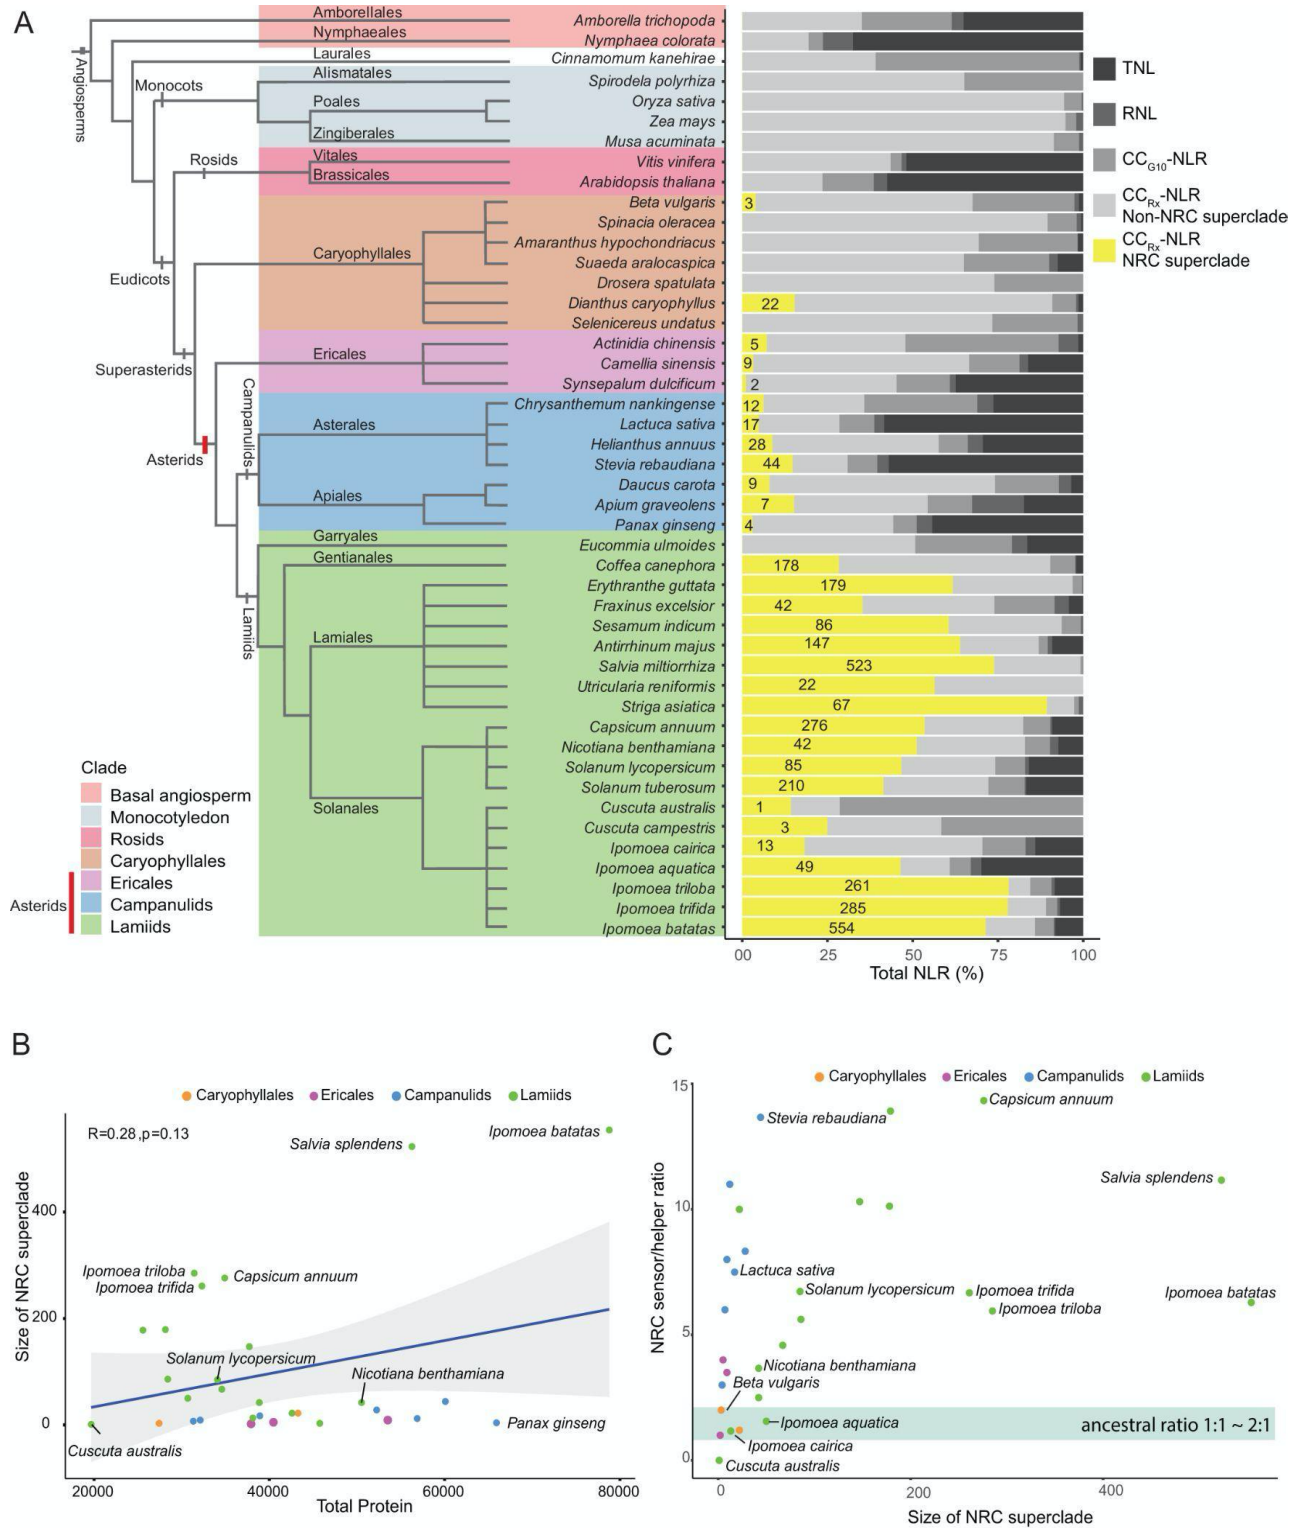 A
Angiosperms
Amborellales
Nymphaeales
Laurales
Monocots
Alismatales
Poales
Zingiberales
Rosids
Vitales
Brassicales
Eudicots
Caryophyllales
Superasterids
Ericales
Asterids
Campanulids
Asterales
Apiales
Lamiids
Garryales
Gentianales
Lamiales
Solanales
Amborella trichopoda
Nymphaea colorata
Cinnamomum kanehirae
Spirodela polyrhiza
Oryza sativa
Zea mays
Musa acuminata
Vitis vinifera
Arabidopsis thaliana
Beta vulgaris 3
Spinacia oleracea
Amaranthus hypochondriacus
Suaeda aralocaspica
Drosera spatulata
Dianthus caryophyllus 22
Selenicereus undatus
Actinidia chinensis 5
Camellia sinensis 9
Synsepalum dulcificum 2
Chrysanthemum nankingense 12
Lactuca sativa 17
Helianthus annuus 28
Stevia rebaudiana 44
Daucus carota 9
Apium graveolens 7
Panax ginseng 4
Eucommia ulmoides
Coffea canephora 178
Erythranthe guttata 179
Fraxinus excelsior 42
Sesamum indicum 86
Antirrhinum majus 147
Salvia miltiorrhiza 523
Utricularia reniformis 22
Striga asiatica 67
Capsicum annuum 276
Nicotiana benthamiana 42
Solanum lycopersicum 85
Solanum tuberosum 210
Cuscuta australis 1
Cuscuta campestris 3
Ipomoea cairica 13
Ipomoea aquatica 49
Ipomoea triloba 261
Ipomoea trifida 285
Ipomoea batatas 554
00 25 50 75 100
Total NLR (%)
TNL
RNL
CCG10-NLR
CCRx-NLR
Non-NRC superclade
CCRx-NLR
NRC superclade
Clade
Basal angiosperm
Monocotyledon
Rosids
Caryophyllales
Ericales
Campanulids
Lamiids
Asterids
B
Caryophyllales Ericales Campanulids Lamiids
R=0.28 ,p=0.13
Salvia splendens
Ipomoea batatas
Ipomoea triloba
Ipomoea trifida
Capsicum annuum
Solanum lycopersicum
Nicotiana benthamiana
Panax ginseng
Cuscuta australis
Size of NRC superclade
400
200
0
20000 40000 60000 80000
Total Protein
C
Caryophyllales Ericales Campanulids Lamiids
Capsicum annuum
Stevia rebaudiana
Salvia splendens
Lactuca sativa
Solanum lycopersicum
Ipomoea trifida
Ipomoea triloba
Ipomoea batatas
Nicotiana benthamiana
Beta vulgaris
Ipomoea aquatica
ancestral ratio 1:1 ~ 2:1
Ipomoea cairica
Cuscuta australis
NRC sensor/helper ratio
15
10
5
0
0 200 400
Size of NRC superclade